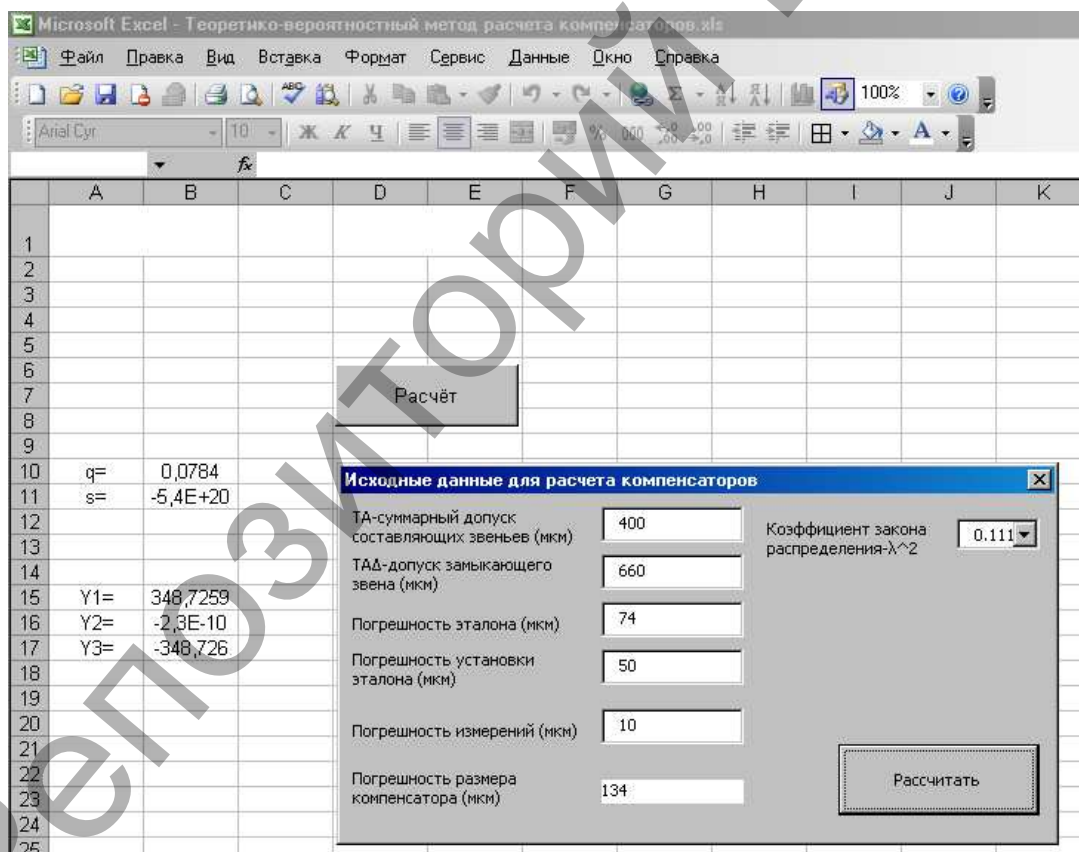 Microsoft Excel - Теоретико-вероятностный метод расчета компенсаторов.xls
Файл Правка Вид Вставка Формат Сервис Данные Окно Справка
100%
Arial Cyr 10 Ж К Ч
fx
A B C D E F G H I J K
1
2
3
4
5
6
7 Расчёт
8
9
10 q= 0,0784
11 s= -5,4E+20
12
13
14
15 Y1= 348,7259
16 Y2= -2,3E-10
17 Y3= -348,726
18
19
20
21
22
23
24
25
Исходные данные для расчета компенсаторов
ТА-суммарный допуск
составляющих звеньев (мкм)
400
Коэффициент закона
распределения-λ^2
0.111
ТАΔ-допуск замыкающего
звена (мкм)
660
Погрешность эталона (мкм)
74
Погрешность установки
эталона (мкм)
50
Погрешность измерений (мкм)
10
Погрешность размера
компенсатора (мкм)
134
Рассчитать
Репозиторий